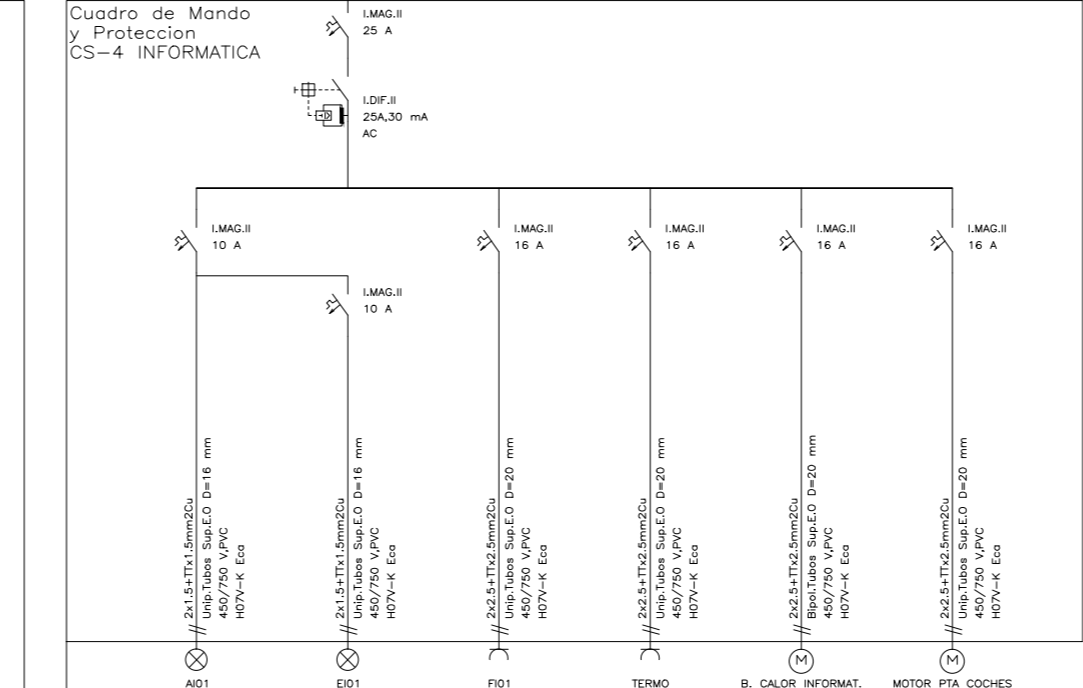 Cuadro de Mando
y Proteccion
CS-4 INFORMATICA
I.MAG.II
25 A
I.DIF.II
25A,30 mA
AC
I.MAG.II
10 A
I.MAG.II
16 A
I.MAG.II
16 A
I.MAG.II
16 A
I.MAG.II
16 A
I.MAG.II
10 A
2x1.5+TTx1.5mm2Cu
Unip.Tubos Sup.E.O D=16 mm
450/750 V,PVC
H07V-K Eca
2x1.5+TTx1.5mm2Cu
Unip.Tubos Sup.E.O D=16 mm
450/750 V,PVC
H07V-K Eca
2x2.5+TTx2.5mm2Cu
Unip.Tubos Sup.E.O D=20 mm
450/750 V,PVC
H07V-K Eca
2x2.5+TTx2.5mm2Cu
Unip.Tubos Sup.E.O D=20 mm
450/750 V,PVC
H07V-K Eca
2x2.5+TTx2.5mm2Cu
Bipol.Tubos Sup.E.O D=20 mm
450/750 V,PVC
H07V-K Eca
2x2.5+TTx2.5mm2Cu
Unip.Tubos Sup.E.O D=20 mm
450/750 V,PVC
H07V-K Eca
M
M
AI01
EI01
FI01
TERMO
B. CALOR INFORMAT.
MOTOR PTA COCHES